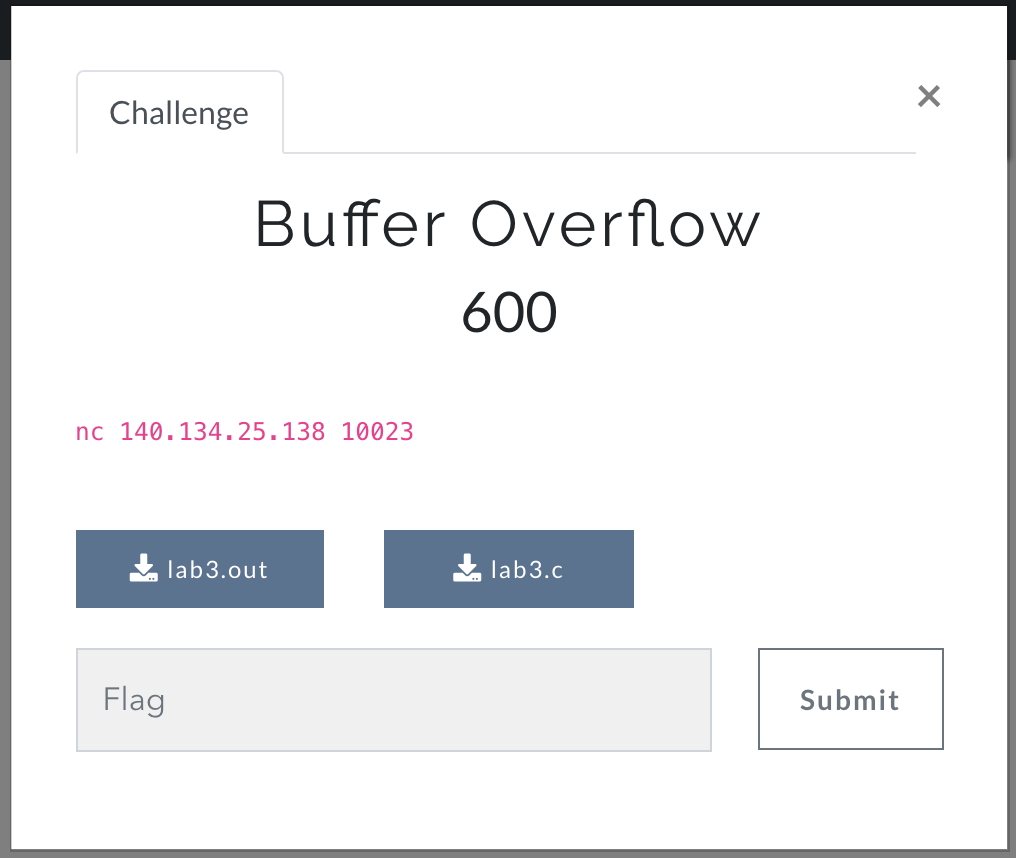 Challenge
×
Buffer Overflow
600
nc 140.134.25.138 10023
lab3.out
lab3.c
Flag
Submit